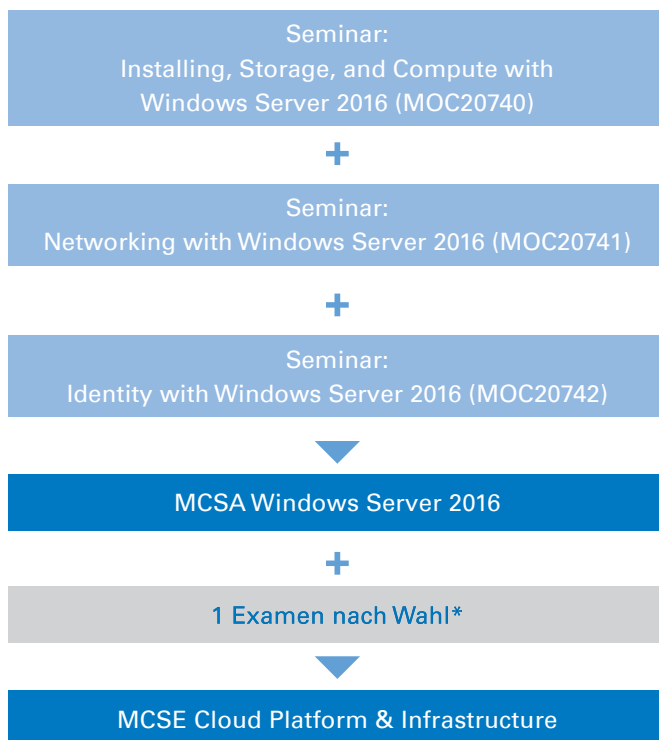 Seminar:
Installing, Storage, and Compute with
Windows Server 2016 (MOC20740)
+
Seminar:
Networking with Windows Server 2016 (MOC20741)
+
Seminar:
Identity with Windows Server 2016 (MOC20742)
MCSA Windows Server 2016
+
1 Examen nach Wahl*
MCSE Cloud Platform & Infrastructure